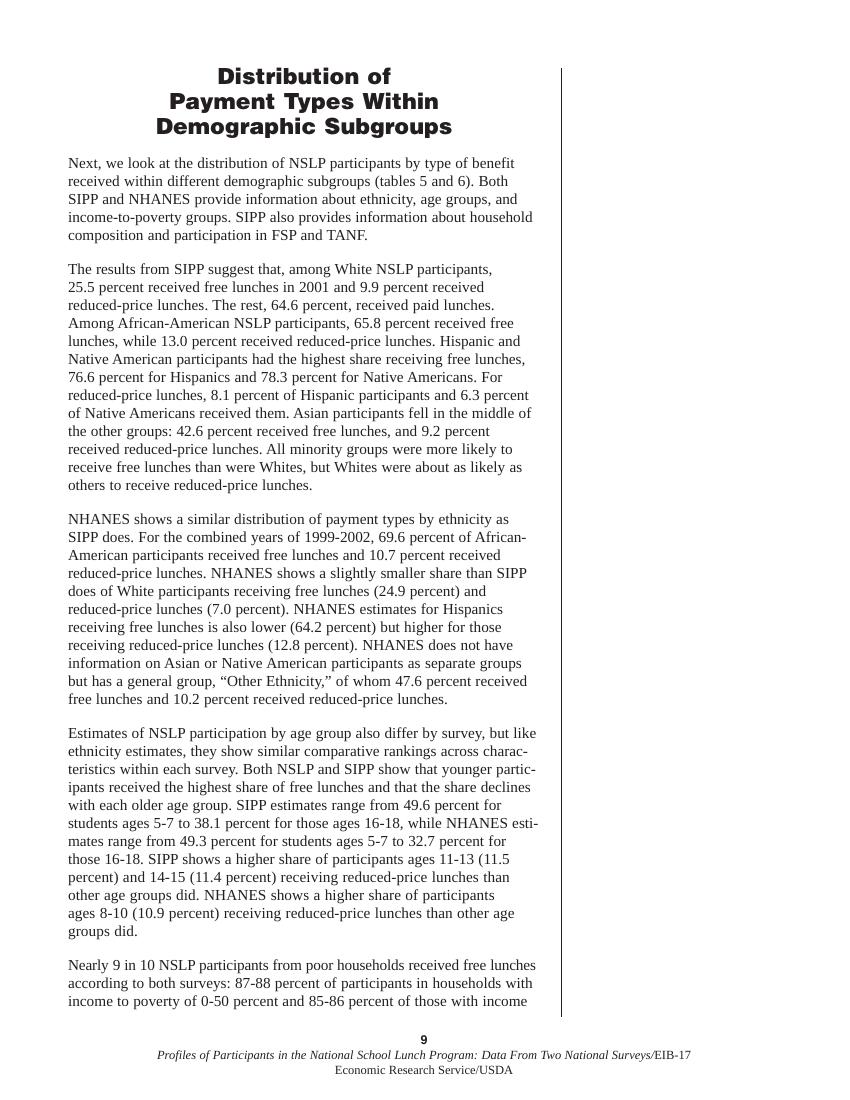 Distribution of
Payment Types Within
Demographic Subgroups
Next, we look at the distribution of NSLP participants by type of benefit
received within different demographic subgroups (tables 5 and 6). Both
SIPP and NHANES provide information about ethnicity, age groups, and
income-to-poverty groups. SIPP also provides information about household
composition and participation in FSP and TANF.
The results from SIPP suggest that, among White NSLP participants,
25.5 percent received free lunches in 2001 and 9.9 percent received
reduced-price lunches. The rest, 64.6 percent, received paid lunches.
Among African-American NSLP participants, 65.8 percent received free
lunches, while 13.0 percent received reduced-price lunches. Hispanic and
Native American participants had the highest share receiving free lunches,
76.6 percent for Hispanics and 78.3 percent for Native Americans. For
reduced-price lunches, 8.1 percent of Hispanic participants and 6.3 percent
of Native Americans received them. Asian participants fell in the middle of
the other groups: 42.6 percent received free lunches, and 9.2 percent
received reduced-price lunches. All minority groups were more likely to
receive free lunches than were Whites, but Whites were about as likely as
others to receive reduced-price lunches.
NHANES shows a similar distribution of payment types by ethnicity as
SIPP does. For the combined years of 1999-2002, 69.6 percent of African-
American participants received free lunches and 10.7 percent received
reduced-price lunches. NHANES shows a slightly smaller share than SIPP
does of White participants receiving free lunches (24.9 percent) and
reduced-price lunches (7.0 percent). NHANES estimates for Hispanics
receiving free lunches is also lower (64.2 percent) but higher for those
receiving reduced-price lunches (12.8 percent). NHANES does not have
information on Asian or Native American participants as separate groups
but has a general group, “Other Ethnicity,” of whom 47.6 percent received
free lunches and 10.2 percent received reduced-price lunches.
Estimates of NSLP participation by age group also differ by survey, but like
ethnicity estimates, they show similar comparative rankings across charac-
teristics within each survey. Both NSLP and SIPP show that younger partic-
ipants received the highest share of free lunches and that the share declines
with each older age group. SIPP estimates range from 49.6 percent for
students ages 5-7 to 38.1 percent for those ages 16-18, while NHANES esti-
mates range from 49.3 percent for students ages 5-7 to 32.7 percent for
those 16-18. SIPP shows a higher share of participants ages 11-13 (11.5
percent) and 14-15 (11.4 percent) receiving reduced-price lunches than
other age groups did. NHANES shows a higher share of participants
ages 8-10 (10.9 percent) receiving reduced-price lunches than other age
groups did.
Nearly 9 in 10 NSLP participants from poor households received free lunches
according to both surveys: 87-88 percent of participants in households with
income to poverty of 0-50 percent and 85-86 percent of those with income
9
Profiles of Participants in the National School Lunch Program: Data From Two National Surveys/EIB-17
Economic Research Service/USDA